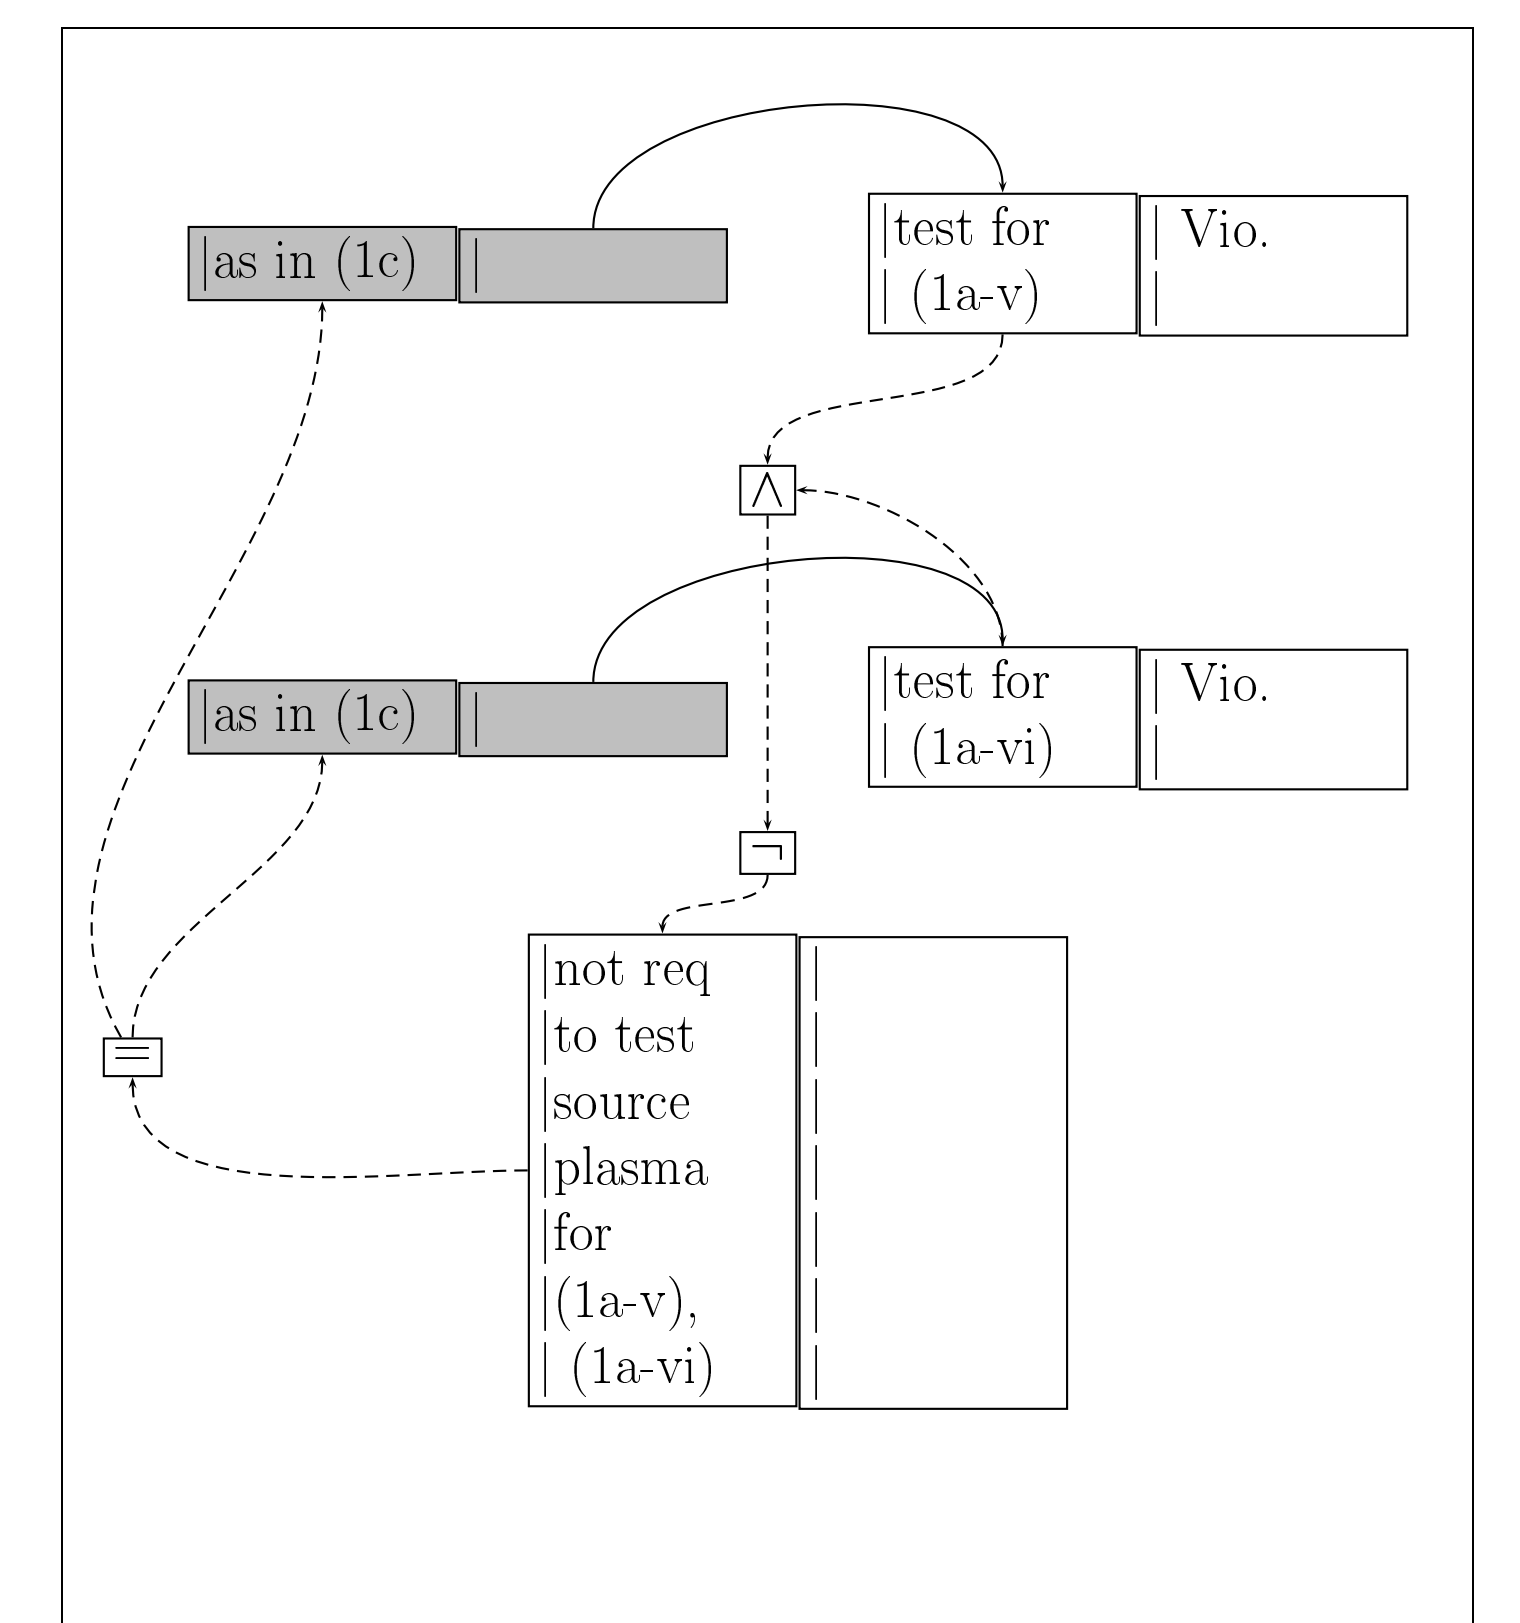 |test for
| Vio.
|as in (1c)
|
| (1a-v)
|
∧
|test for
| Vio.
|as in (1c)
|
| (1a-vi)
|
¬
|not req
|
|to test
|
=
|source
|
|plasma
|
|for
|
|(1a-v),
|
| (1a-vi)
|